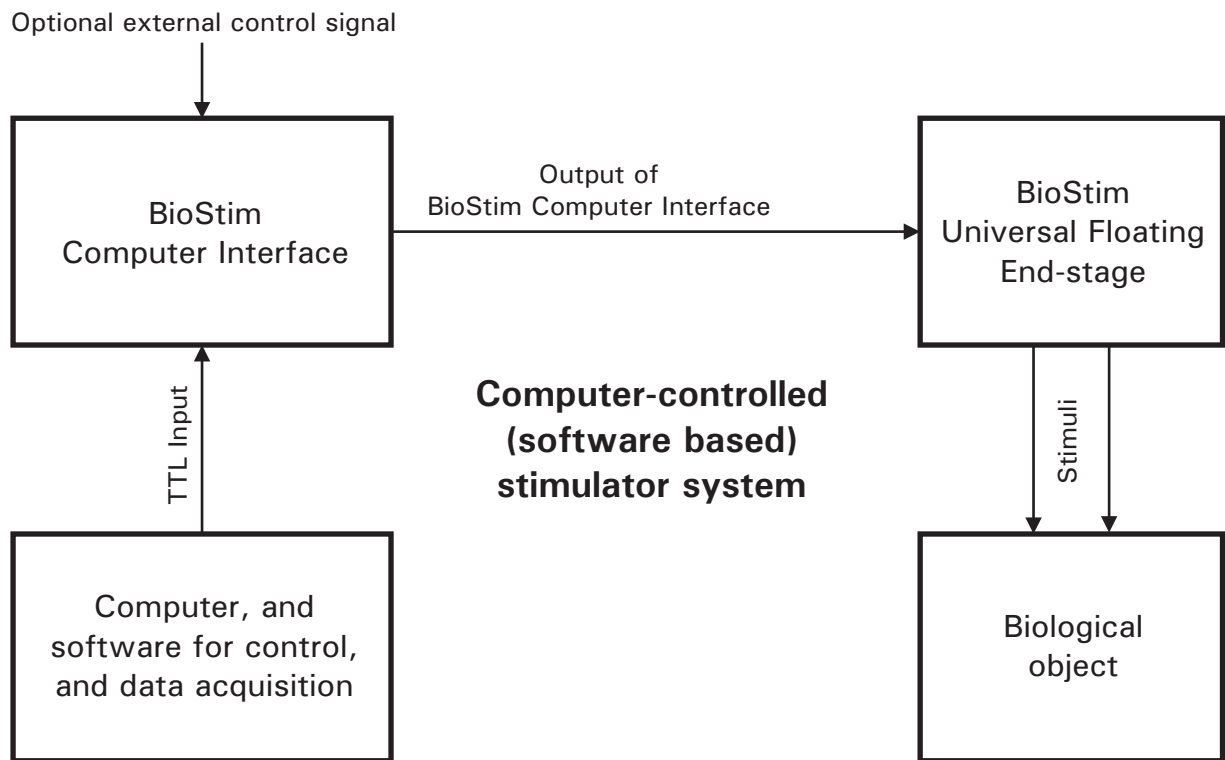 Optional external control signal
BioStim
Computer Interface
Output of
BioStim Computer Interface
BioStim
Universal Floating
End-stage
TTL Input
Computer-controlled
(software based)
stimulator system
Stimuli
Computer, and
software for control,
and data acquisition
Biological
object